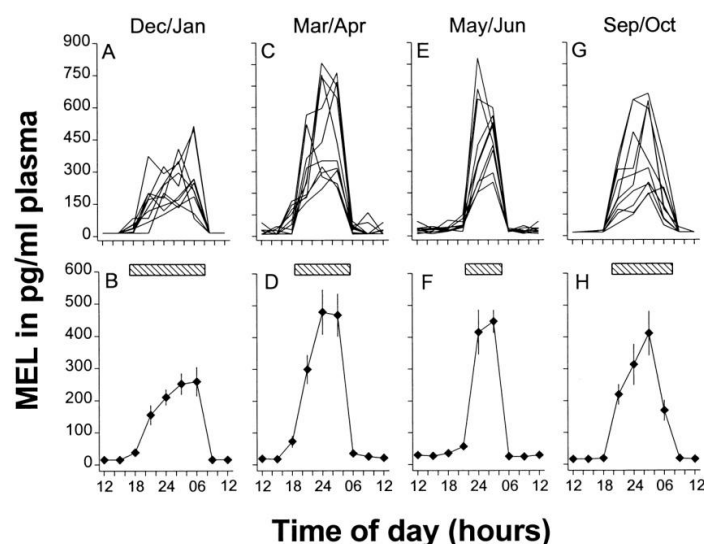 Dec/Jan Mar/Apr May/Jun Sep/Oct
A C E G
900
750
600
450
300
150
0
MEL in pg/ml plasma
B D F H
600
500
400
300
200
100
0
12 18 24 06 12 12 18 24 06 12 12 18 24 06 12 12 18 24 06 12
Time of day (hours)